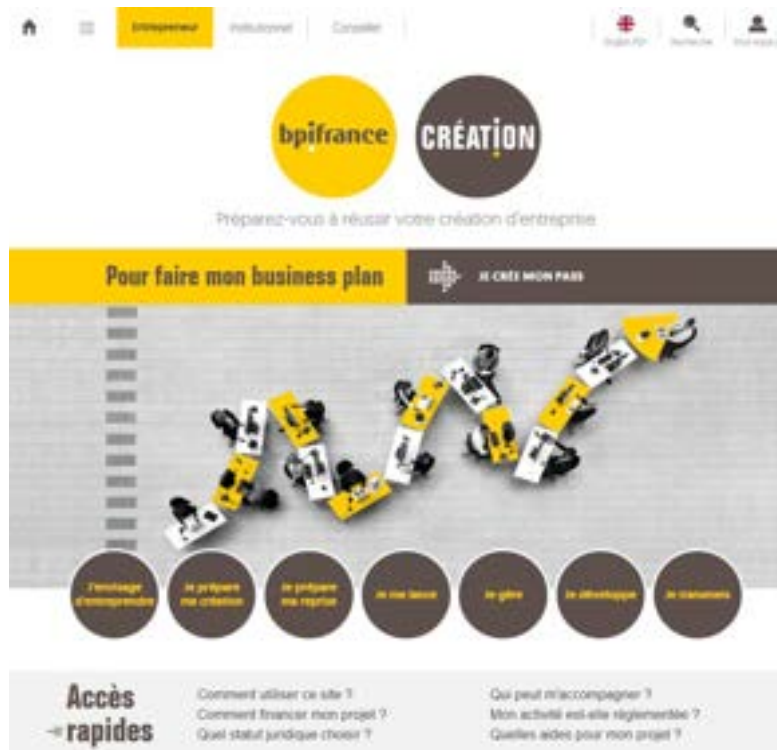 Entrepreneur
Institutionnel
Conseiller
Recherche
bpifrance
CRÉATION
Préparez-vous à réussir votre création d'entreprise
Pour faire mon business plan
JE CRÉE MON PASS
J'envisage
d'entreprendre
Je prépare
ma création
Je prépare
ma reprise
Je me lance
Je gère
Je développe
Je transmets
Accès
rapides
Comment utiliser ce site ?
Comment financer mon projet ?
Quel statut juridique choisir ?
Qui peut m'accompagner ?
Mon activité est-elle réglementée ?
Quelles aides pour mon projet ?